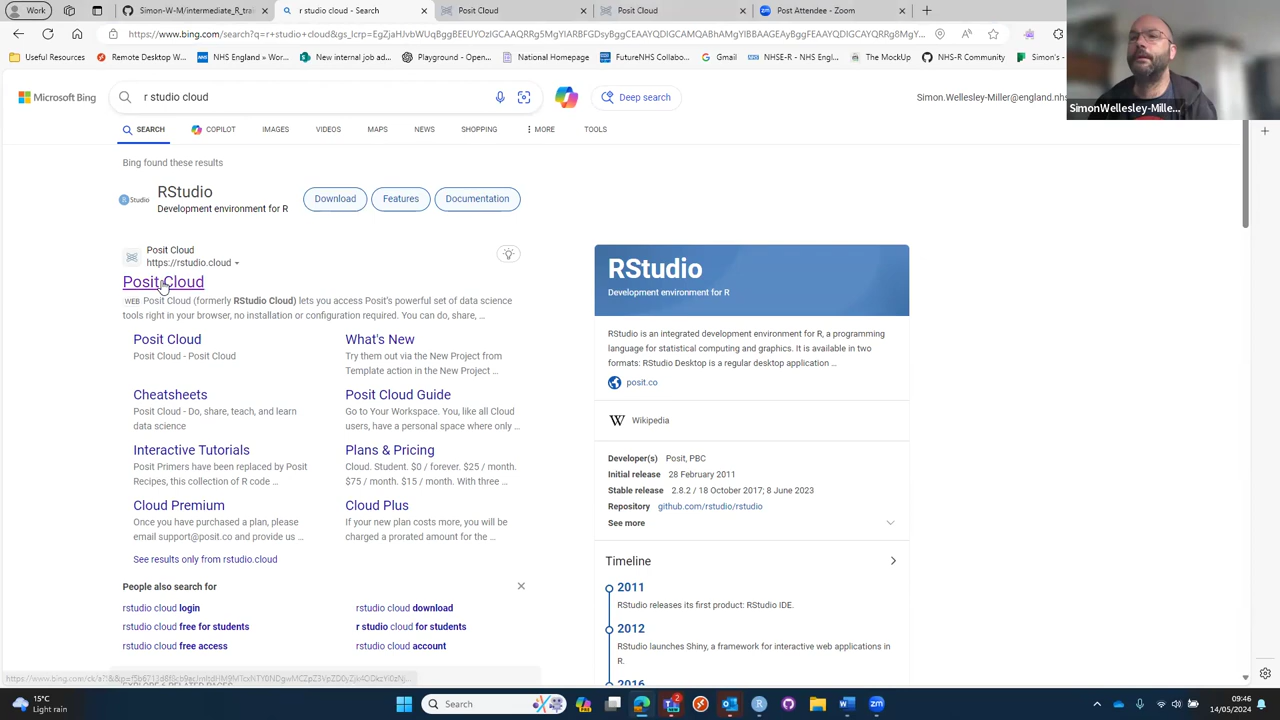 intermediate_R_tra
r studio cloud - Search
Posit Cloud
Posit Cloud
Post Attendee - Zoom
https://www.bing.com/search?q=r+studio+cloud&gs_lcrp=
Useful Resources
Remote Desktop W...
NHS England > Wor...
New internal job ad...
Playground - Open...
National Homepage
FutureNHS Collabo...
Gmail
NHSE-R - NHS Engl...
The MockUp
NHS-R Community
Simon's -
SimonWellesley-Mille...
Microsoft Bing
r studio cloud
Deep search
Simon.Wellesley-Miller@england.nhs
SEARCH
COPILOT
IMAGES
VIDEOS
MAPS
NEWS
SHOPPING
MORE
TOOLS
Bing found these results
R Studio
RStudio
Development environment for R
Download
Features
Documentation
Posit Cloud
https://rstudio.cloud
Posit Cloud
WEB Posit Cloud (formerly RStudio Cloud) lets you access Posit's powerful set of data science
tools right in your browser, no installation or configuration required. You can do, share, ...
Posit Cloud
Posit Cloud - Posit Cloud
What's New
Try them out via the New Project from
Template action in the New Project ...
Cheatsheets
Posit Cloud - Do, share, teach, and learn
data science
Posit Cloud Guide
Go to Your Workspace. You, like all Cloud
users, have a personal space where only ...
Interactive Tutorials
Posit Primers have been replaced by Posit
Recipes, this collection of R code ...
Plans & Pricing
Cloud. Student. $0 / forever. $25 / month.
$75 / month. $15 / month. With three ...
Cloud Premium
Once you have purchased a plan, please
email support@posit.co and provide us ...
Cloud Plus
If your new plan costs more, you will be
charged a prorated amount for the ...
See results only from rstudio.cloud
People also search for
rstudio cloud login
rstudio cloud download
rstudio cloud free for students
r studio cloud for students
rstudio cloud free access
rstudio cloud account
RStudio
Development environment for R
RStudio is an integrated development environment for R, a programming
language for statistical computing and graphics. It is available in two
formats: RStudio Desktop is a regular desktop application ...
posit.co
Wikipedia
Developer(s) Posit, PBC
Initial release 28 February 2011
Stable release 2.8.2 / 18 October 2017; 8 June 2023
Repository github.com/rstudio/rstudio
See more
Timeline
2011
RStudio releases its first product: RStudio IDE.
2012
RStudio launches Shiny, a framework for interactive web applications in
R.
2016
15°C
Light rain
Search
2
09:46
14/05/2024